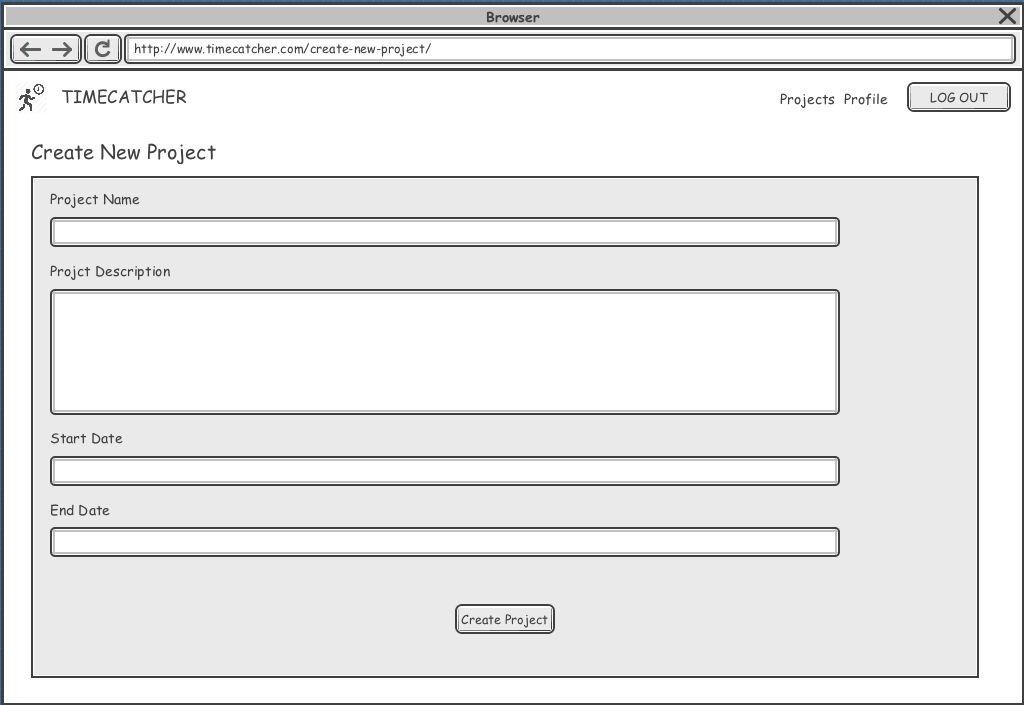 Browser
http://www.timecatcher.com/create-new-project/
TIMECATCHER
Projects Profile LOG OUT
Create New Project
Project Name
Projct Description
Start Date
End Date
Create Project